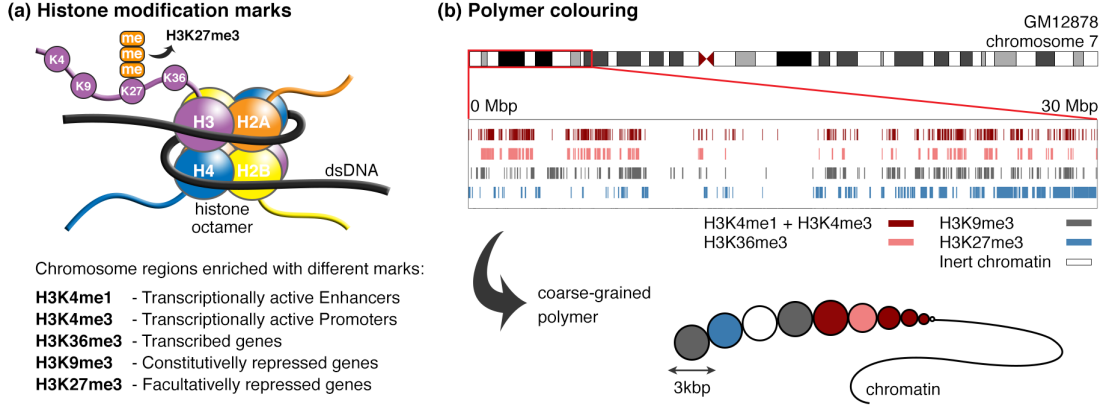 (a) Histone modification marks
me
me
me
H3K27me3
K4
K9
K27
K36
H3
H2A
H4
H2B
dsDNA
histone
octamer
Chromosome regions enriched with different marks:
H3K4me1 - Transcriptionally active Enhancers
H3K4me3 - Transcriptionally active Promoters
H3K36me3 - Transcribed genes
H3K9me3 - Constitutivelly repressed genes
H3K27me3 - Facultativelly repressed genes
(b) Polymer colouring
GM12878
chromosome 7
0 Mbp 30 Mbp
H3K4me1 + H3K4me3 H3K9me3
H3K36me3 H3K27me3
Inert chromatin
coarse-grained
polymer
3kbp
chromatin